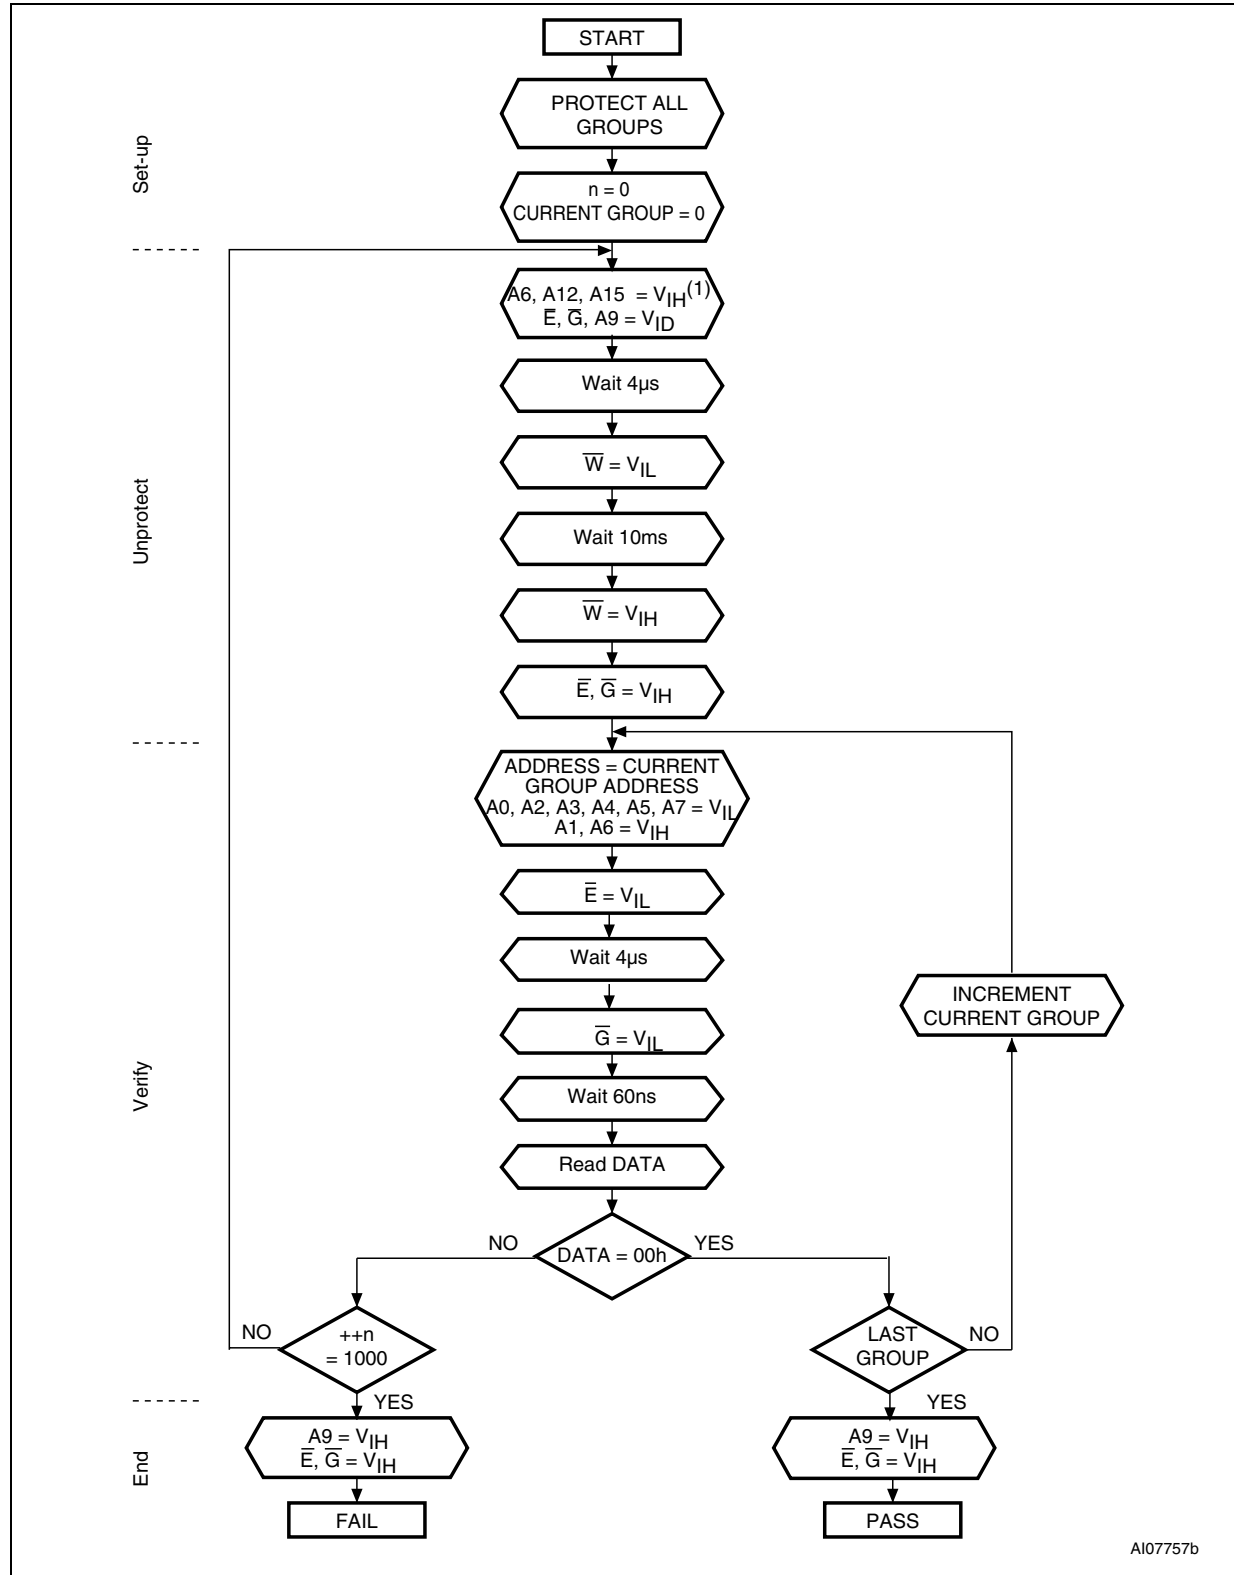 START
PROTECT ALL
GROUPS
Set-up
n = 0
CURRENT GROUP = 0
A6, A12, A15 = VIH(1)
E̅, G̅, A9 = VID
Wait 4µs
W̅ = VIL
Unprotect
Wait 10ms
W̅ = VIH
E̅, G̅ = VIH
ADDRESS = CURRENT
GROUP ADDRESS
A0, A2, A3, A4, A5, A7 = VIL
A1, A6 = VIH
E̅ = VIL
Wait 4µs
INCREMENT
CURRENT GROUP
G̅ = VIL
Verify
Wait 60ns
Read DATA
NO
DATA = 00h
YES
NO
++n
= 1000
LAST
GROUP
NO
YES
YES
End
A9 = VIH
E̅, G̅ = VIH
A9 = VIH
E̅, G̅ = VIH
FAIL
PASS
AI07757b